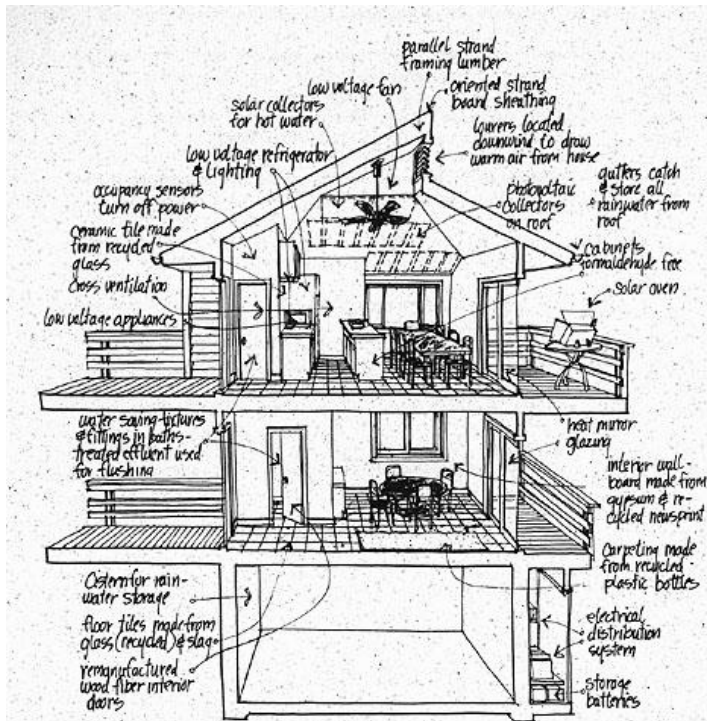 parallel strand
framing lumber
low voltage fan
oriented strand
board sheathing
solar collectors
for hot water
louvers located
downwind to draw
warm air from house
low voltage refrigerator
& lighting
gutters catch
& store all
rainwater from
roof
occupancy sensors
turn off power
photovoltaic
collectors
on roof
ceramic tile made
from recycled
glass
cabinets
formaldehyde free
cross ventilation
solar oven
low voltage appliances
water saving fixtures
& fittings in baths-
treated effluent used
for flushing
heat mirror
glazing
interior wall-
board made from
gypsum & re-
cycled newsprint
carpeting made
from recycled
plastic bottles
Cistern for rain-
water storage
floor tiles made from
glass (recycled) & slag
electrical
distribution
system
remanufactured
wood fiber interior
doors
storage
batteries